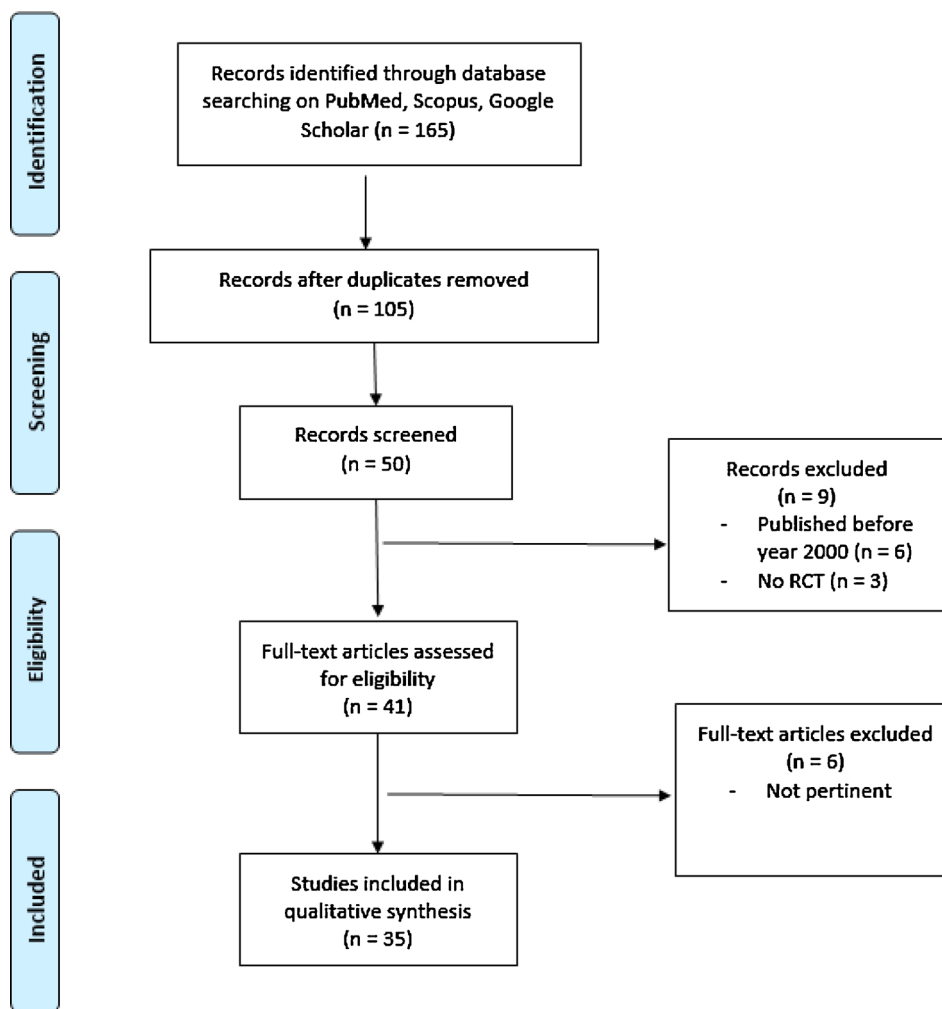 Identification
Records identified through database
searching on PubMed, Scopus, Google
Scholar (n = 165)
Records after duplicates removed
(n = 105)
Screening
Records screened
(n = 50)
Records excluded
(n = 9)
- Published before
year 2000 (n = 6)
- No RCT (n = 3)
Eligibility
Full-text articles assessed
for eligibility
(n = 41)
Full-text articles excluded
(n = 6)
- Not pertinent
Included
Studies included in
qualitative synthesis
(n = 35)